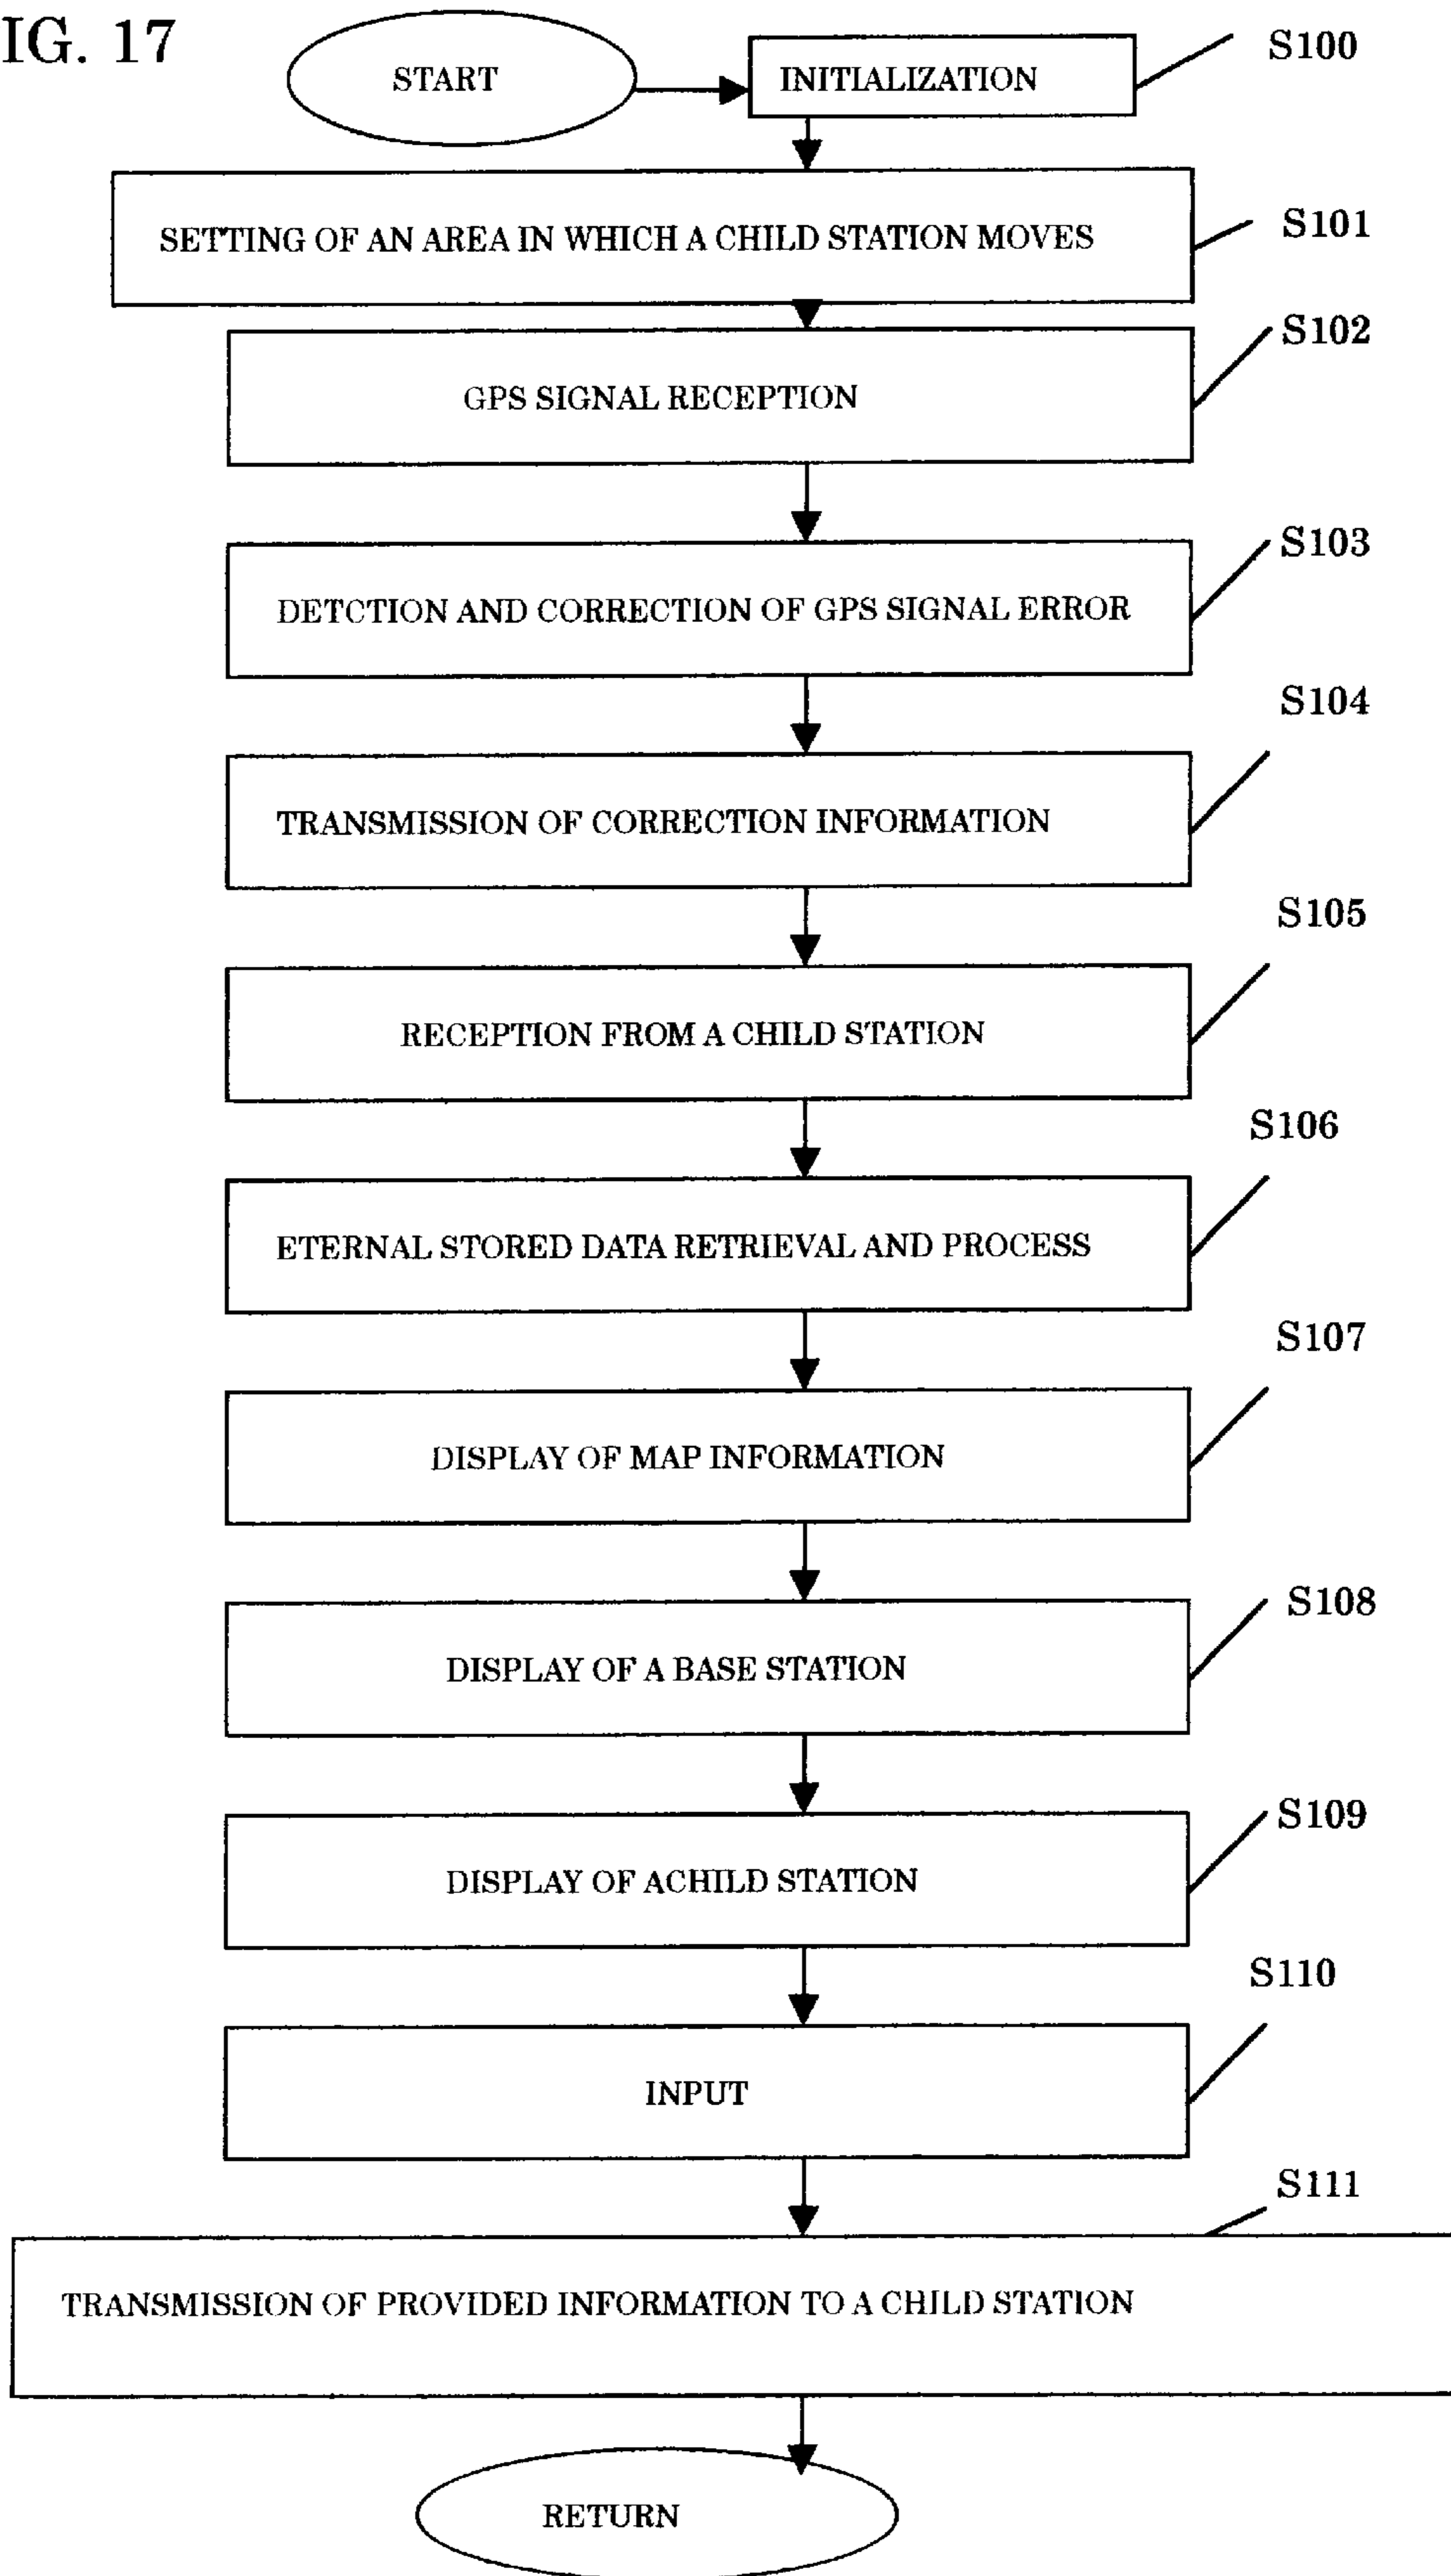 IG. 17
START
INITIALIZATION
S100
SETTING OF AN AREA IN WHICH A CHILD STATION MOVES
S101
GPS SIGNAL RECEPTION
S102
DETCTION AND CORRECTION OF GPS SIGNAL ERROR
S103
TRANSMISSION OF CORRECTION INFORMATION
S104
RECEPTION FROM A CHILD STATION
S105
ETERNAL STORED DATA RETRIEVAL AND PROCESS
S106
DISPLAY OF MAP INFORMATION
S107
DISPLAY OF A BASE STATION
S108
DISPLAY OF ACHILD STATION
S109
INPUT
S110
TRANSMISSION OF PROVIDED INFORMATION TO A CHILD STATION
S111
RETURN